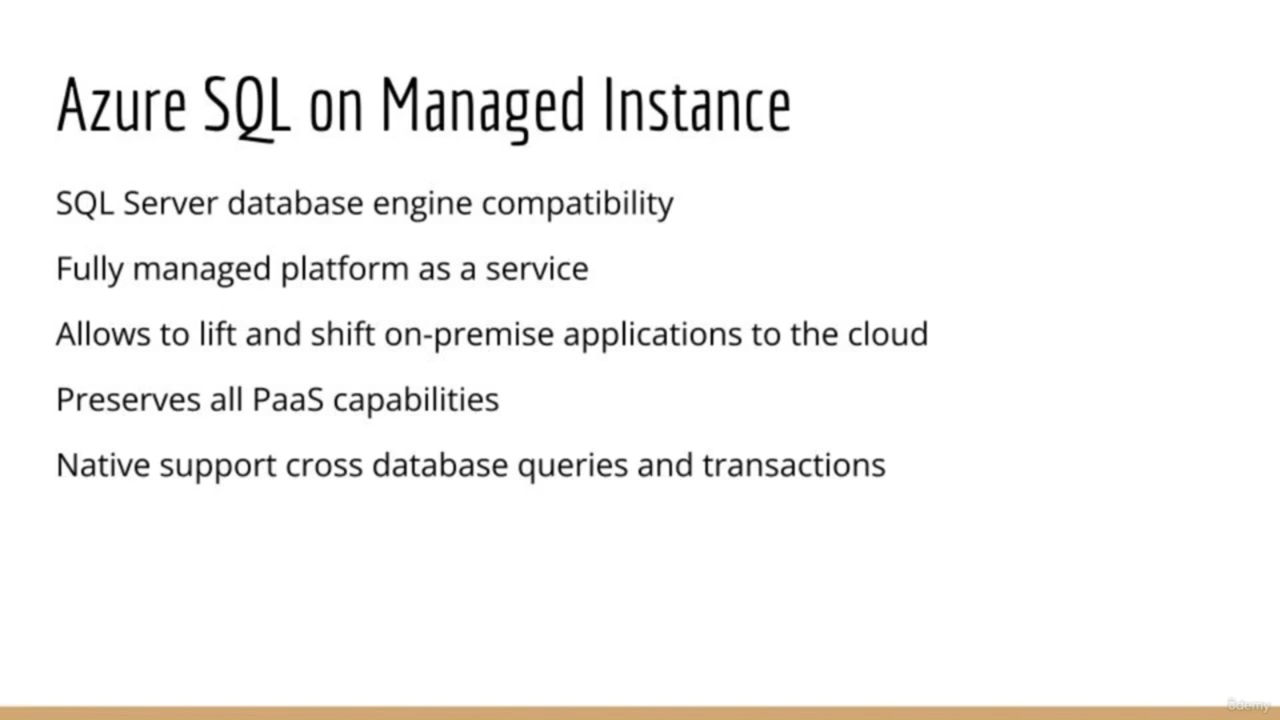 Azure SQL on Managed Instance
SQL Server database engine compatibility
Fully managed platform as a service
Allows to lift and shift on-premise applications to the cloud
Preserves all PaaS capabilities
Native support cross database queries and transactions
Udemy